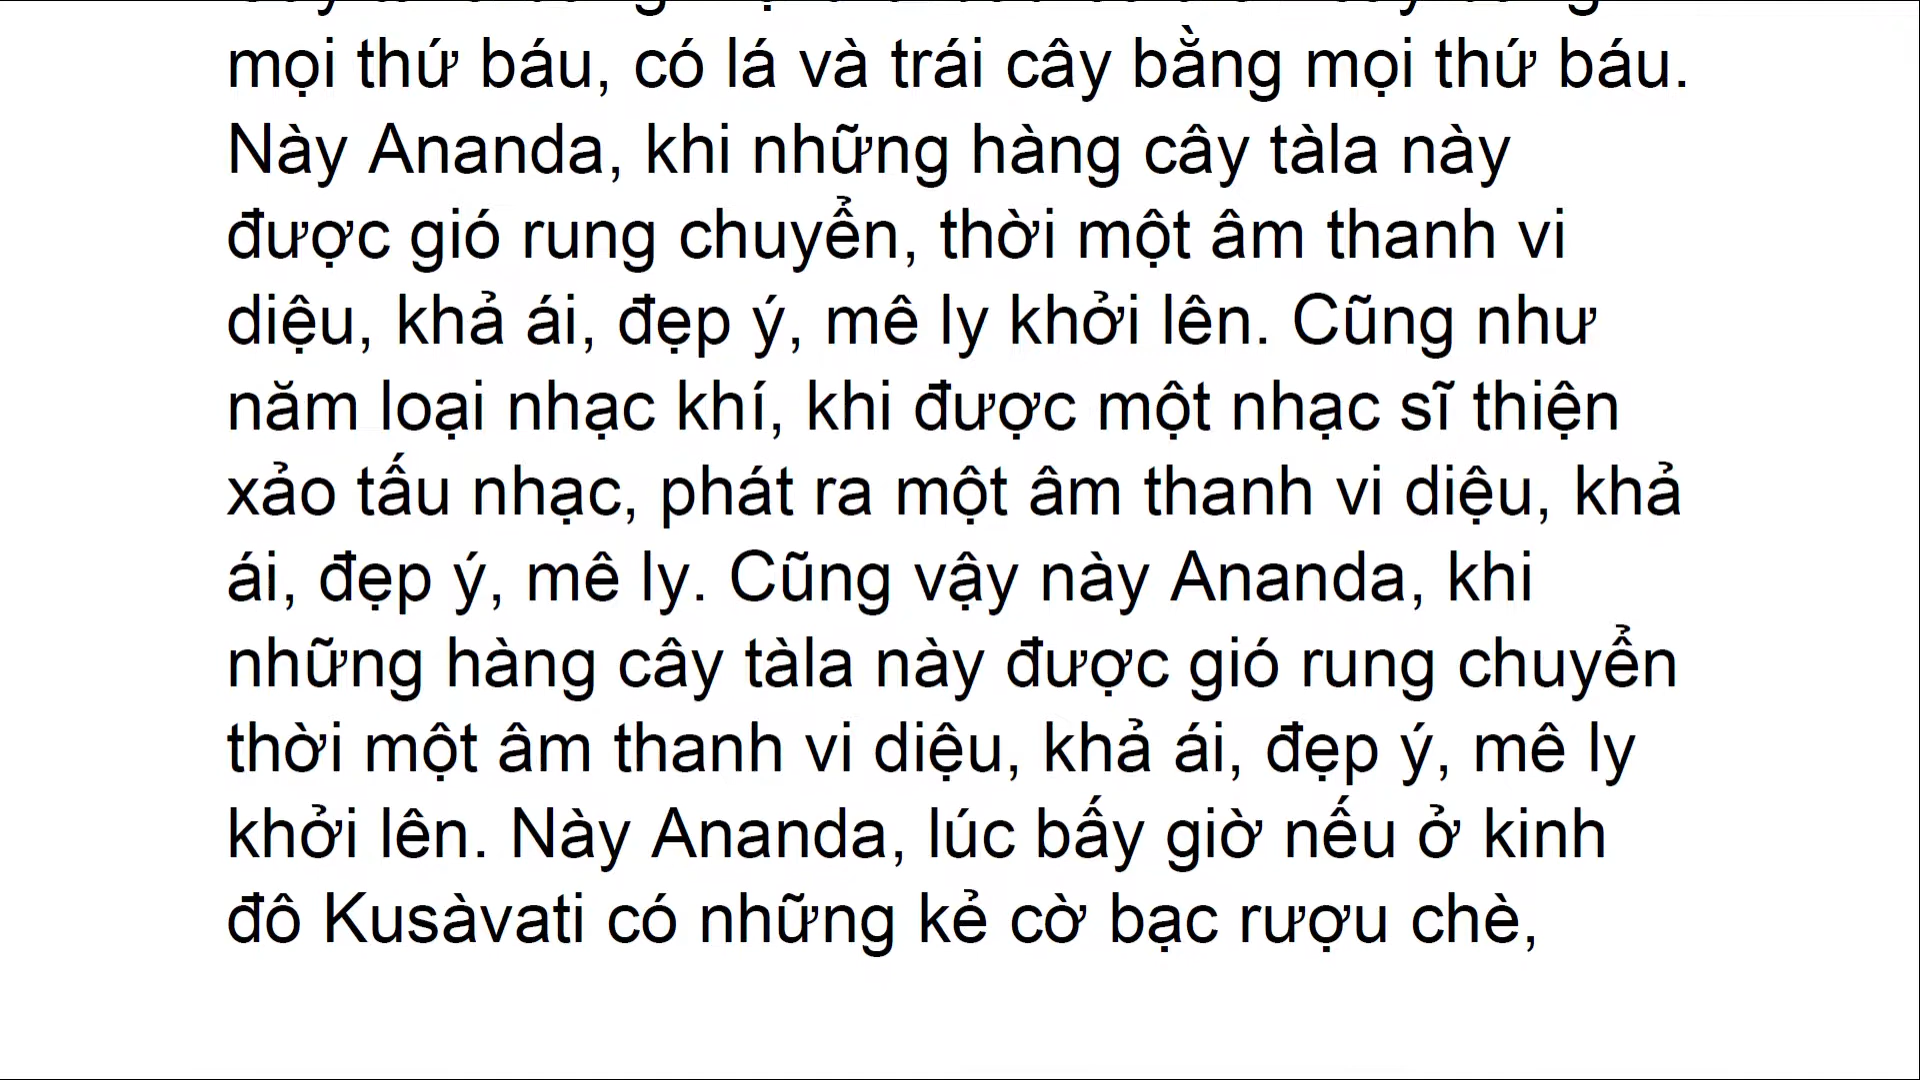 mọi thứ báu, có lá và trái cây bằng mọi thứ báu.
Này Ananda, khi những hàng cây tàla này
được gió rung chuyển, thời một âm thanh vi
diệu, khả ái, đẹp ý, mê ly khởi lên. Cũng như
năm loại nhạc khí, khi được một nhạc sĩ thiện
xảo tấu nhạc, phát ra một âm thanh vi diệu, khả
ái, đẹp ý, mê ly. Cũng vậy này Ananda, khi
những hàng cây tàla này được gió rung chuyển
thời một âm thanh vi diệu, khả ái, đẹp ý, mê ly
khởi lên. Này Ananda, lúc bấy giờ nếu ở kinh
đô Kusàvati có những kẻ cờ bạc rượu chè,